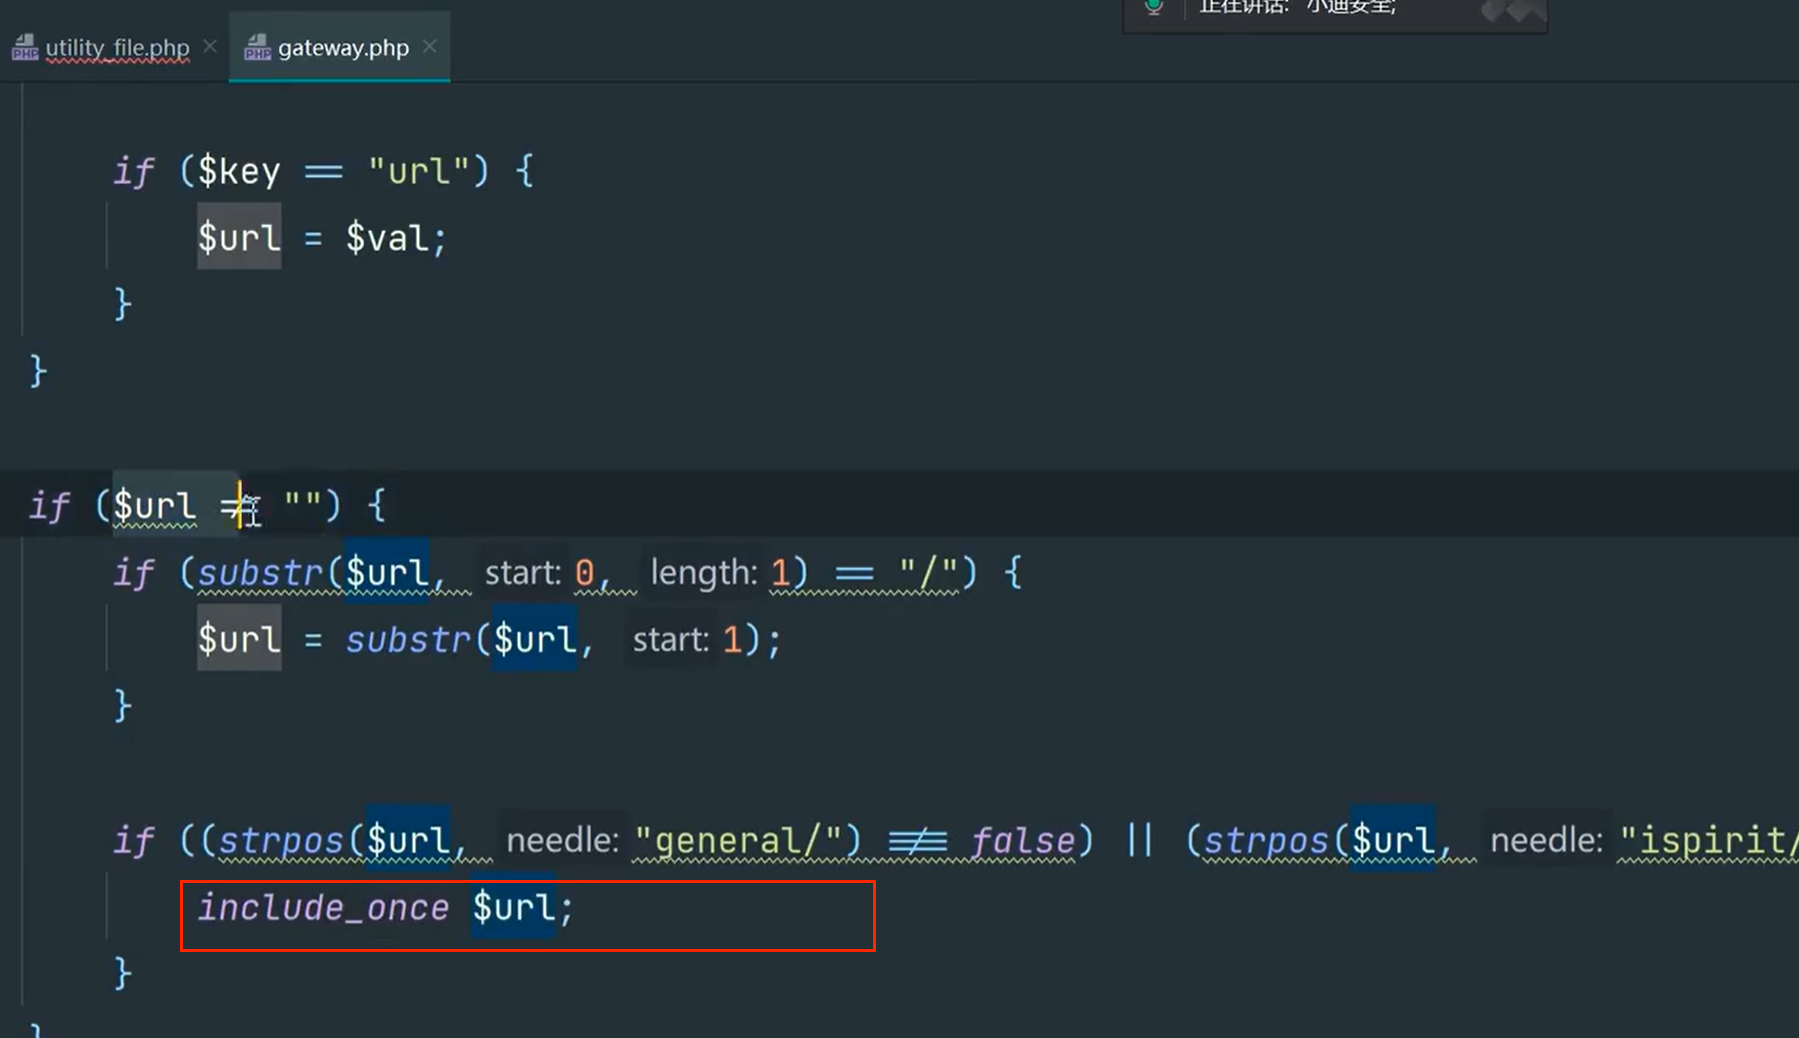 正在讲话: 小迪安全;
utility_file.php × gateway.php ×
if ($key == "url") {
$url = $val;
}
}
if ($url != "") {
if (substr($url, start: 0, length: 1) == "/") {
$url = substr($url, start: 1);
}
if ((strpos($url, needle: "general/") !== false) || (strpos($url, needle: "ispirit/
include_once $url;
}
}